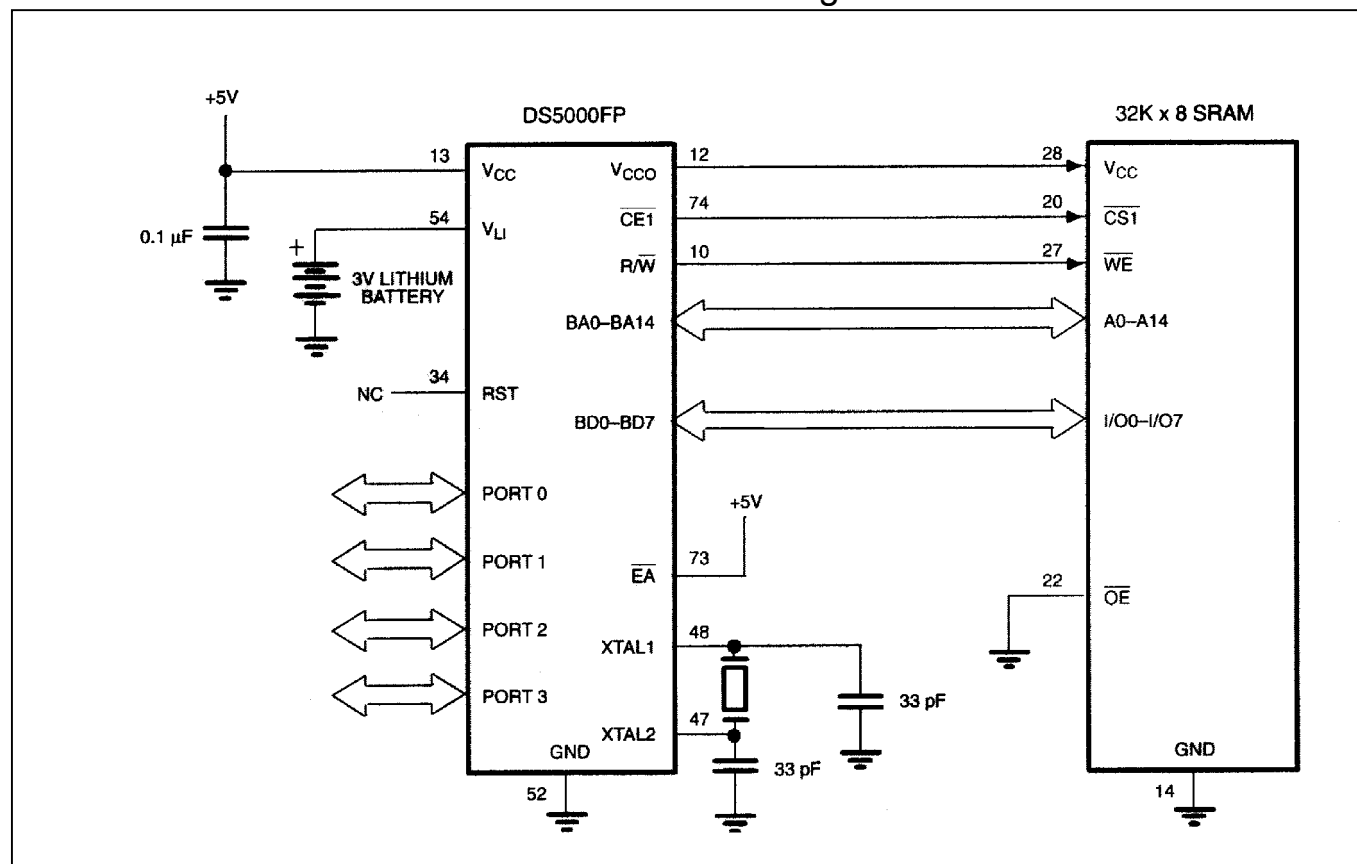 +5V
DS5000FP
32K x 8 SRAM
13
VCC
VCCO
12
28
VCC
0.1 µF
54
VLI
CE1
74
20
CS1
+
3V LITHIUM
BATTERY
R/W
10
27
WE
BA0–BA14
A0–A14
NC
34
RST
BD0–BD7
I/O0–I/O7
PORT 0
+5V
PORT 1
EA
73
22
OE
PORT 2
XTAL1
48
PORT 3
33 pF
XTAL2
47
GND
33 pF
GND
52
14